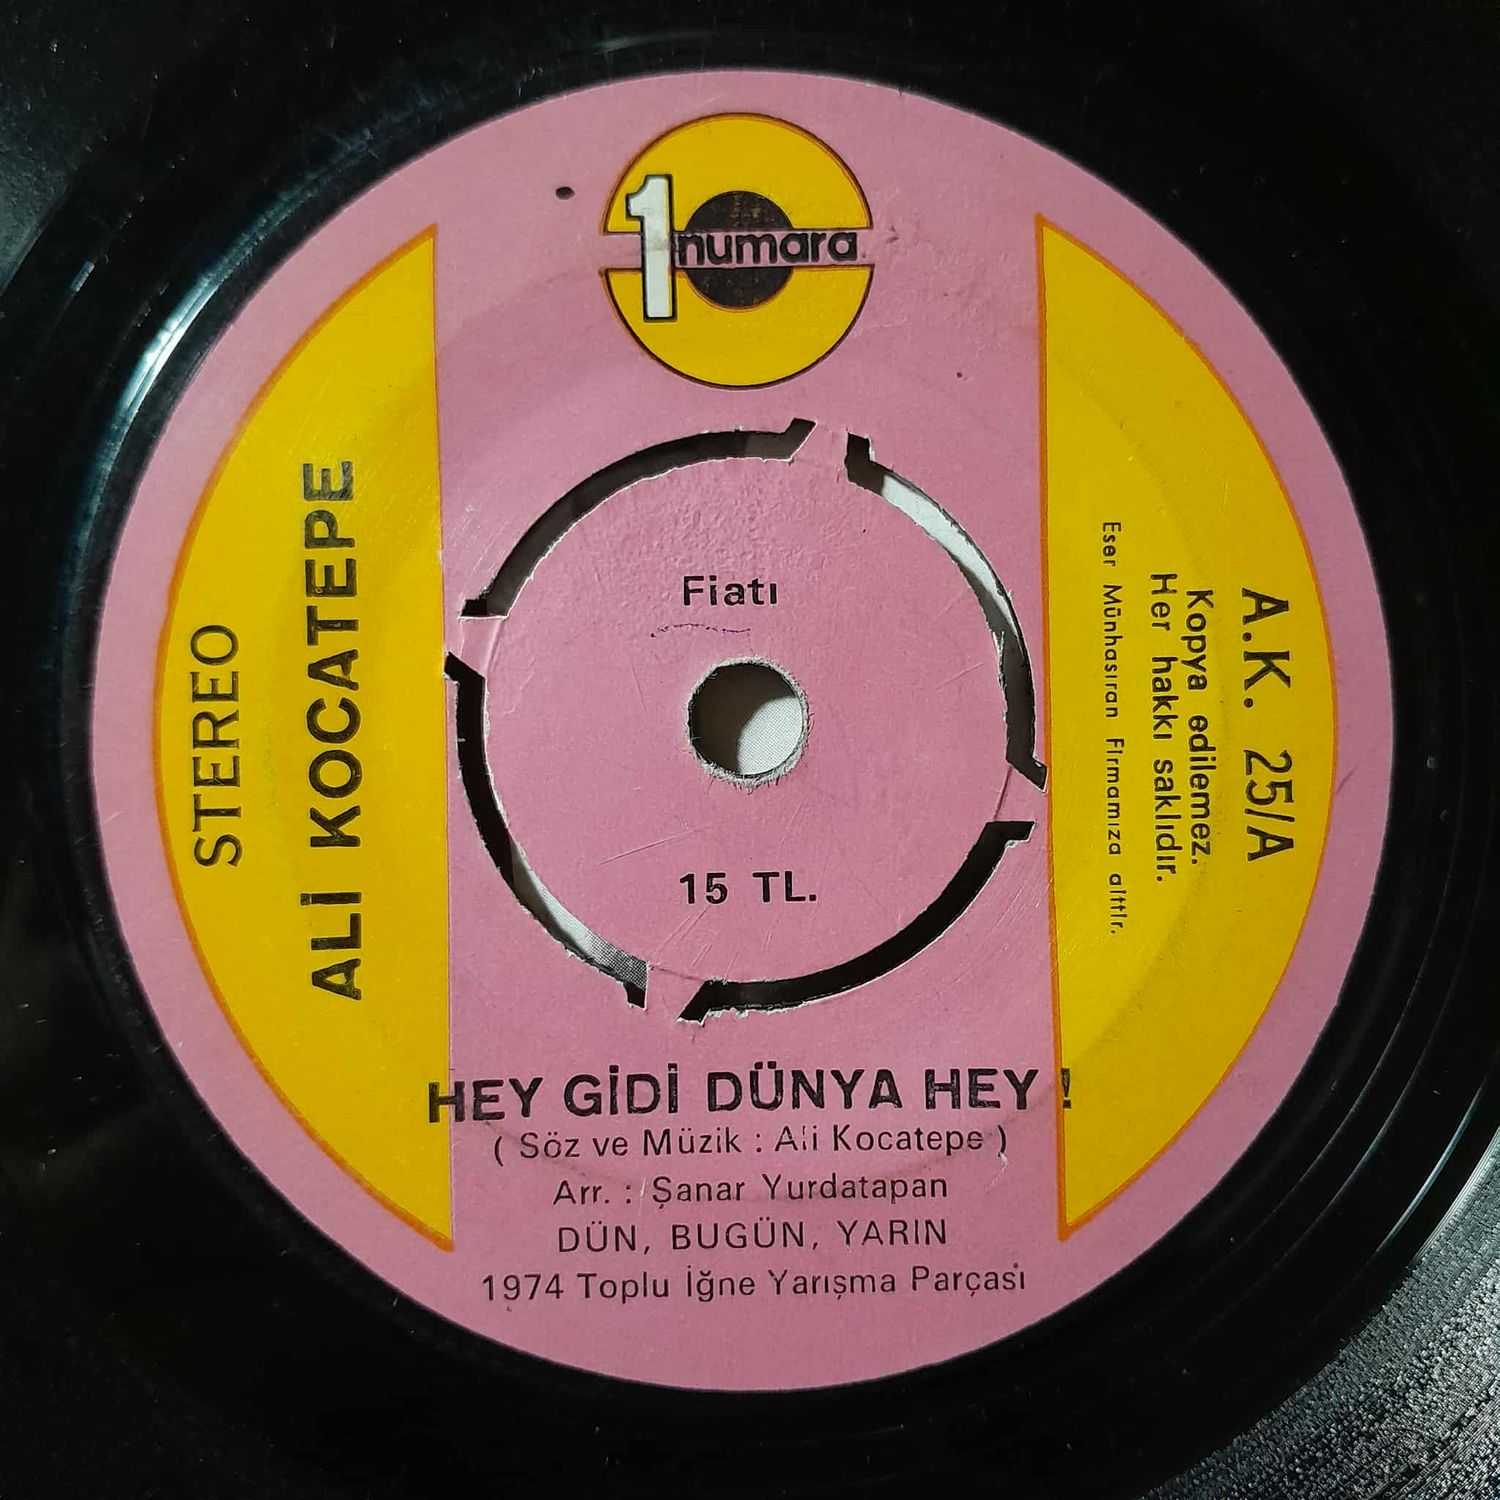 1 numara
STEREO
ALİ KOCATEPE
Fiatı
15 TL.
A.K. 25/A
Kopya edilemez.
Her hakkı saklıdır.
Eser Münhasıran Firmamıza aittir.
HEY GİDİ DÜNYA HEY !
( Söz ve Müzik : Ali Kocatepe )
Arr. : Şanar Yurdatapan
DÜN, BUGÜN, YARIN
1974 Toplu İğne Yarışma Parçası